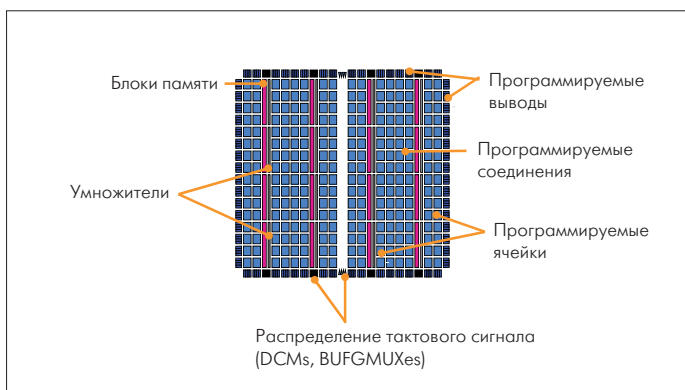 Блоки памяти
Программируемые
выводы
Программируемые
соединения
Умножители
Программируемые
ячейки
Распределение тактового сигнала
(DCMs, BUFGMUXes)